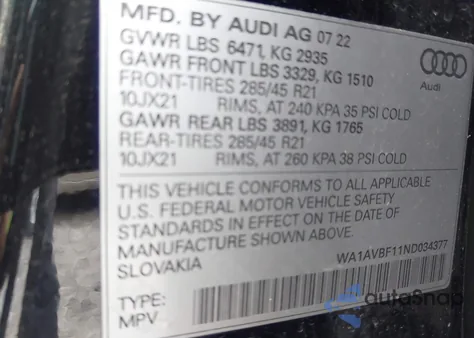 MFD. BY AUDI AG 07 22
GVWR LBS 6471, KG 2935
GAWR FRONT LBS 3329, KG 1510
FRONT-TIRES 285/45 R21
10JX21 RIMS, AT 240 KPA 35 PSI COLD
GAWR REAR LBS 3891, KG 1765
REAR-TIRES 285/45 R21
10JX21 RIMS, AT 260 KPA 38 PSI COLD
Audi
THIS VEHICLE CONFORMS TO ALL APPLICABLE
U.S. FEDERAL MOTOR VEHICLE SAFETY
STANDARDS IN EFFECT ON THE DATE OF
MANUFACTURE SHOWN ABOVE.
SLOVAKIA WA1AVBF11ND034377
TYPE:
MPV
autoSnap